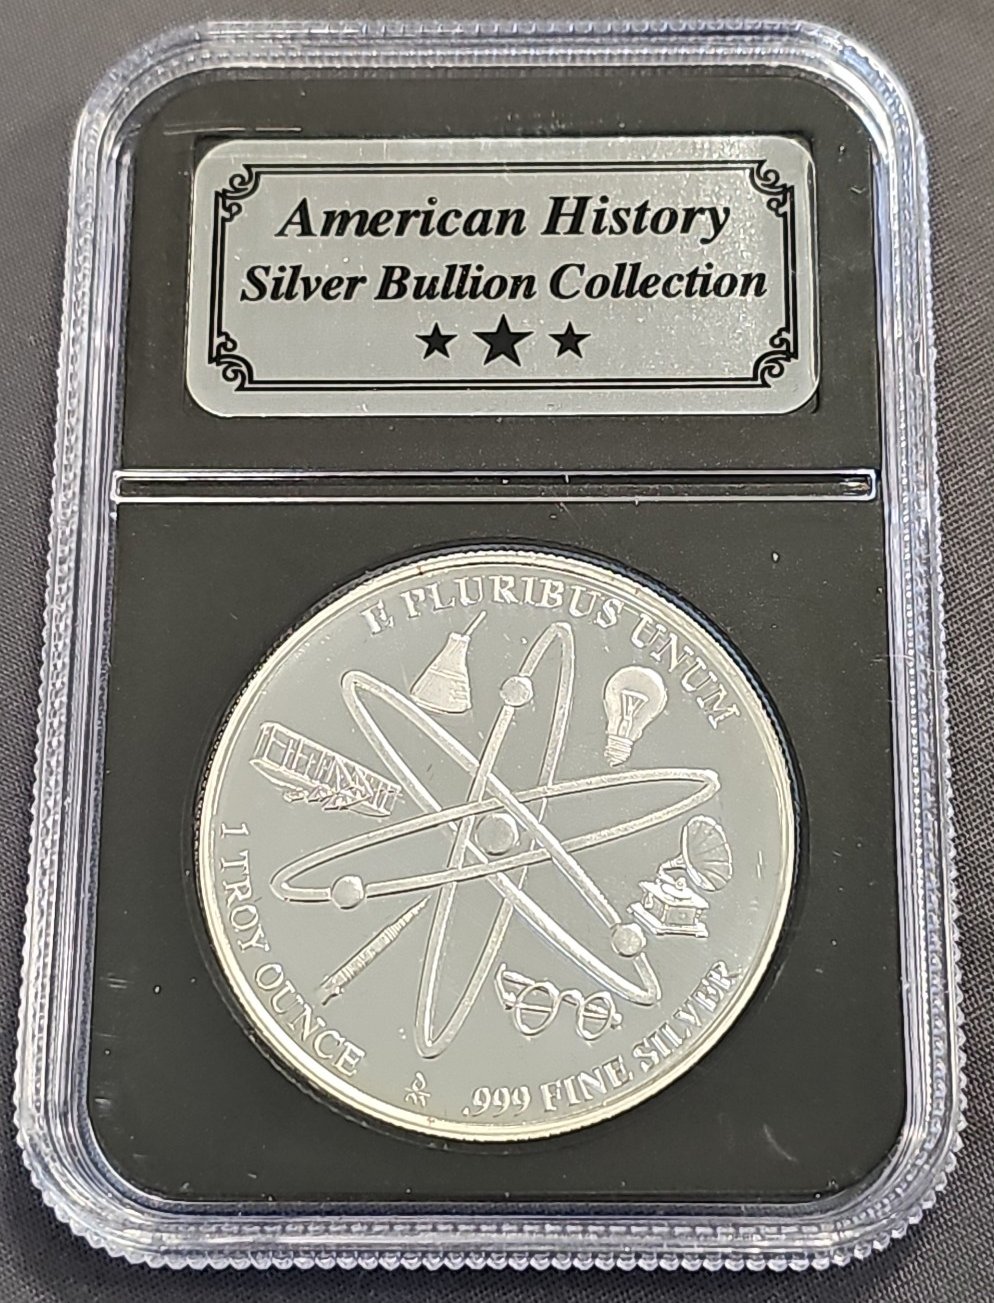 American History
Silver Bullion Collection
E PLURIBUS UNUM
1 TROY OUNCE
.999 FINE SILVER